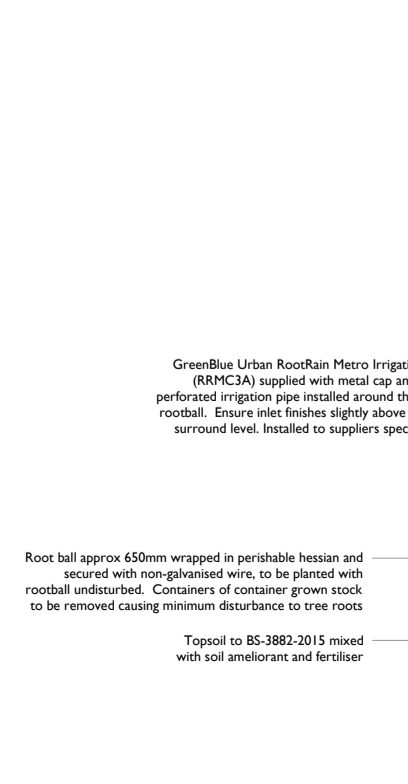 GreenBlue Urban RootRain Metro Irrigati
(RRMC3A) supplied with metal cap an
perforated irrigation pipe installed around th
rootball. Ensure inlet finishes slightly above
surround level. Installed to suppliers spec
Root ball approx 650mm wrapped in perishable hessian and
secured with non-galvanised wire, to be planted with
rootball undisturbed. Containers of container grown stock
to be removed causing minimum disturbance to tree roots
Topsoil to BS-3882-2015 mixed
with soil ameliorant and fertiliser